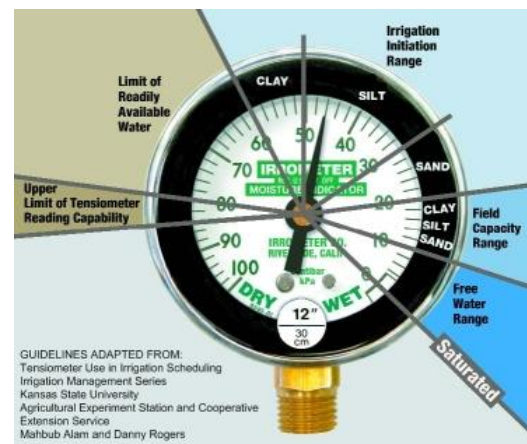 Irrigation
Initiation
Range
CLAY
SILT
Limit of
Readily
Available
Water
60
50
40
70
30
IRROMETER
SAND
MOISTURE INDICATOR
Upper
Limit of Tensiometer
Reading Capability
80
20
CLAY
SILT
SAND
Field
Capacity
Range
90
10
IRROMETER CO.
RIVERSIDE, CALIF
100
0
kPa
DRY
WET
Free
Water
Range
12"
30
cm
Saturated
GUIDELINES ADAPTED FROM:
Tensiometer Use in Irrigation Scheduling
Irrigation Management Series
Kansas State University
Agricultural Experiment Station and Cooperative
Extension Service
Mahbub Alam and Danny Rogers